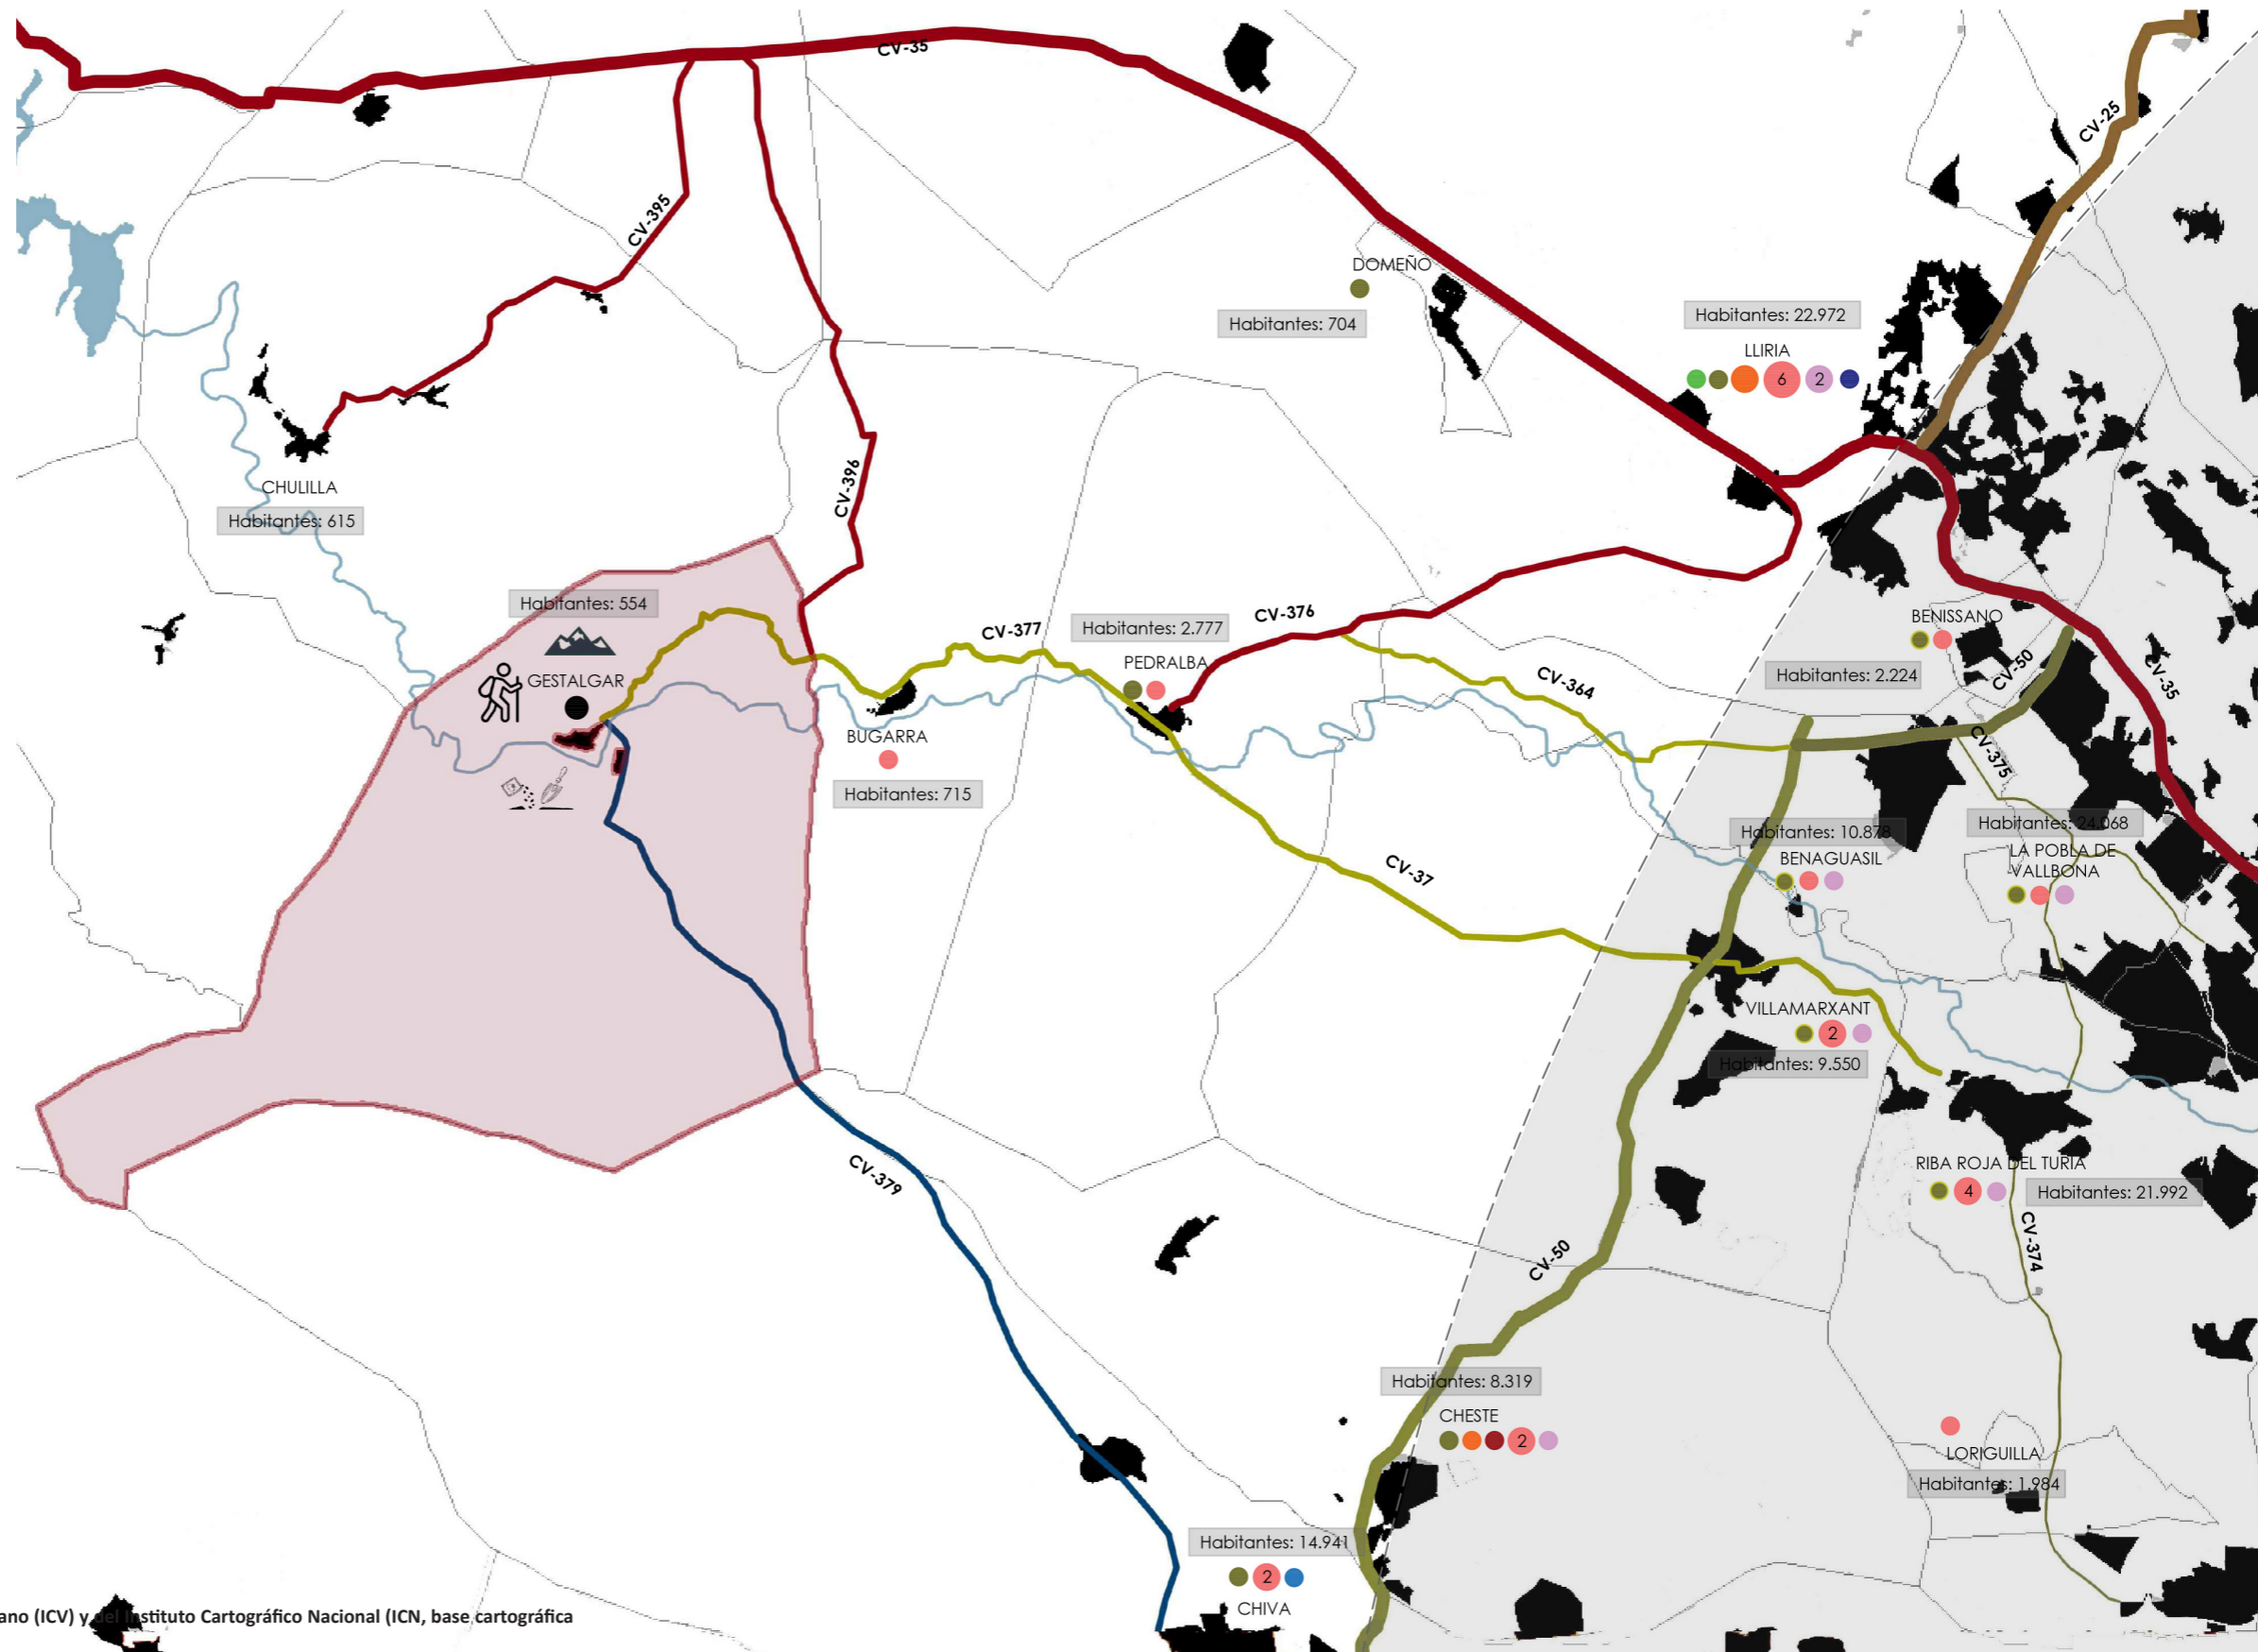 CV-35
CV-25
CV-395
DOMEÑO
Habitantes: 704
Habitantes: 22.972
LLIRIA
6
2
CV-396
CHULILLA
Habitantes: 615
Habitantes: 554
GESTALGAR
CV-377
Habitantes: 2.777
PEDRALBA
CV-376
CV-364
BENISSANO
Habitantes: 2.224
CV-50
CV-35
BUGARRA
Habitantes: 715
CV-375
Habitantes: 10.878
BENAGUASIL
Habitantes: 24.068
LA POBLA DE
VALLBONA
CV-37
VILLAMARXANT
2
Habitantes: 9.550
RIBA ROJA DEL TURIA
4
Habitantes: 21.992
CV-379
CV-374
CV-50
Habitantes: 8.319
CHESTE
2
LORIGUILLA
Habitantes: 1.984
Habitantes: 14.941
2
CHIVA
ano (ICV) y del Instituto Cartográfico Nacional (ICN, base cartográfica